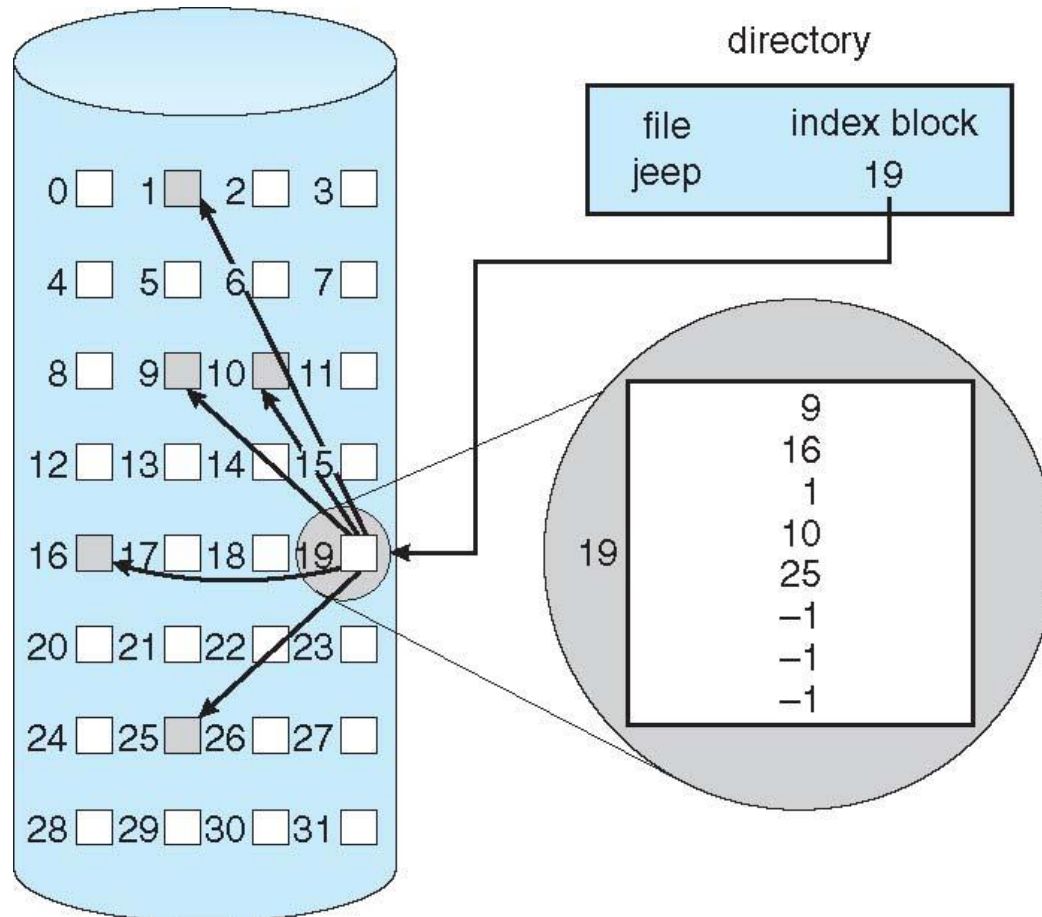 directory
file index block
jeep 19
0 1 2 3
4 5 6 7
8 9 10 11
12 13 14 15
16 17 18 19
20 21 22 23
24 25 26 27
28 29 30 31
19
9
16
1
10
25
–1
–1
–1